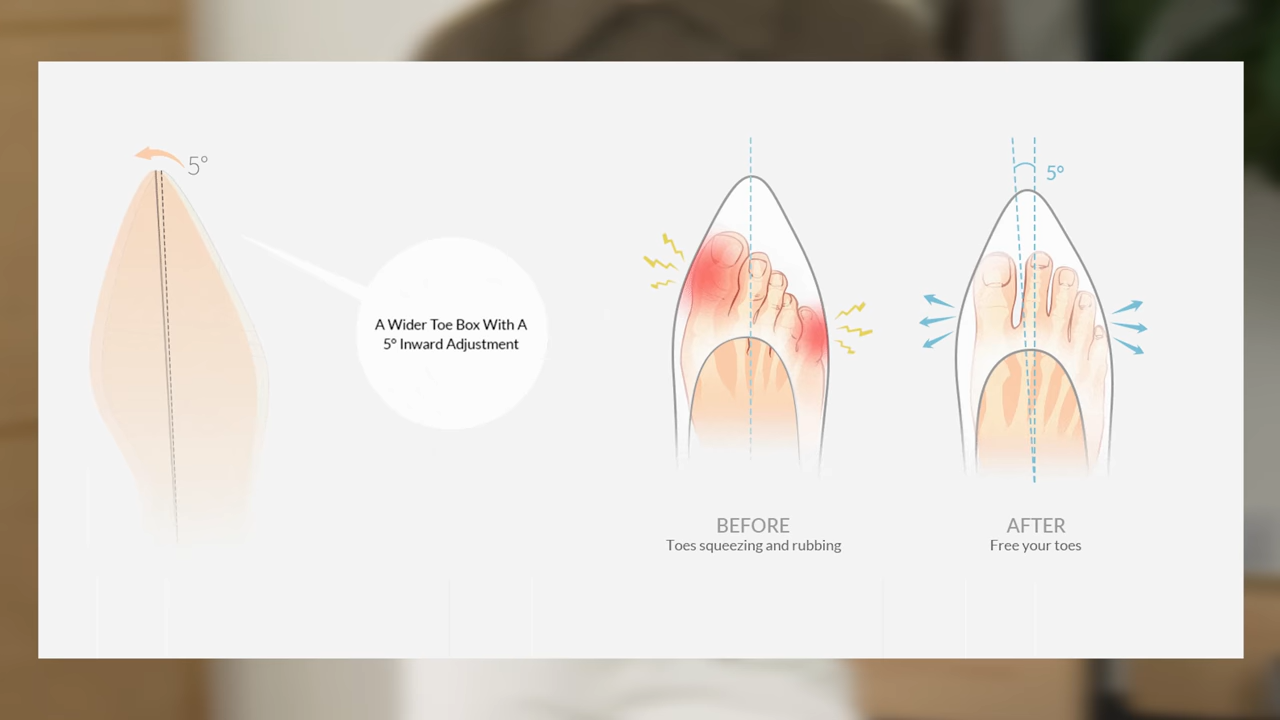 5°
A Wider Toe Box With A
5° Inward Adjustment
5°
BEFORE
Toes squeezing and rubbing
AFTER
Free your toes